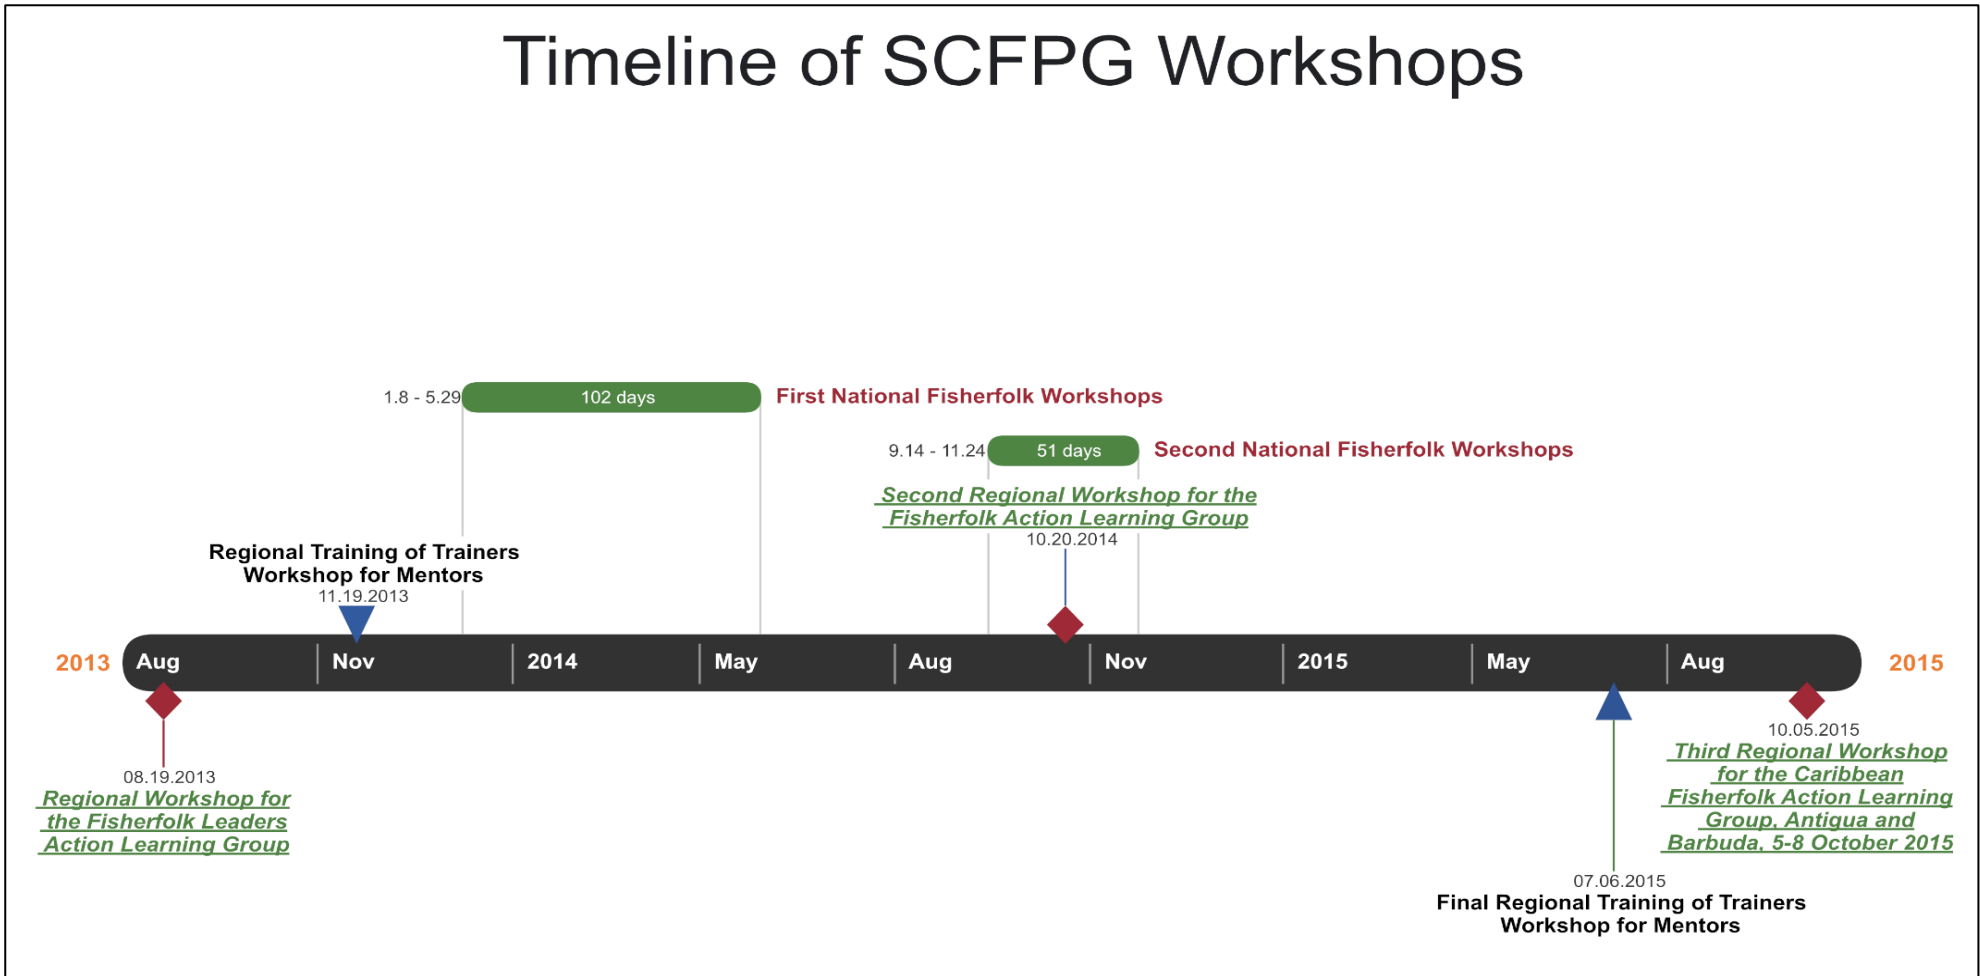 Timeline of SCFPG Workshops
1.8 - 5.29
102 days
First National Fisherfolk Workshops
9.14 - 11.24
51 days
Second National Fisherfolk Workshops
Second Regional Workshop for the
Fisherfolk Action Learning Group
10.20.2014
Regional Training of Trainers
Workshop for Mentors
11.19.2013
2013
Aug
Nov
2014
May
Aug
Nov
2015
May
Aug
2015
08.19.2013
Regional Workshop for
the Fisherfolk Leaders
Action Learning Group
10.05.2015
Third Regional Workshop
for the Caribbean
Fisherfolk Action Learning
Group, Antigua and
Barbuda, 5-8 October 2015
07.06.2015
Final Regional Training of Trainers
Workshop for Mentors